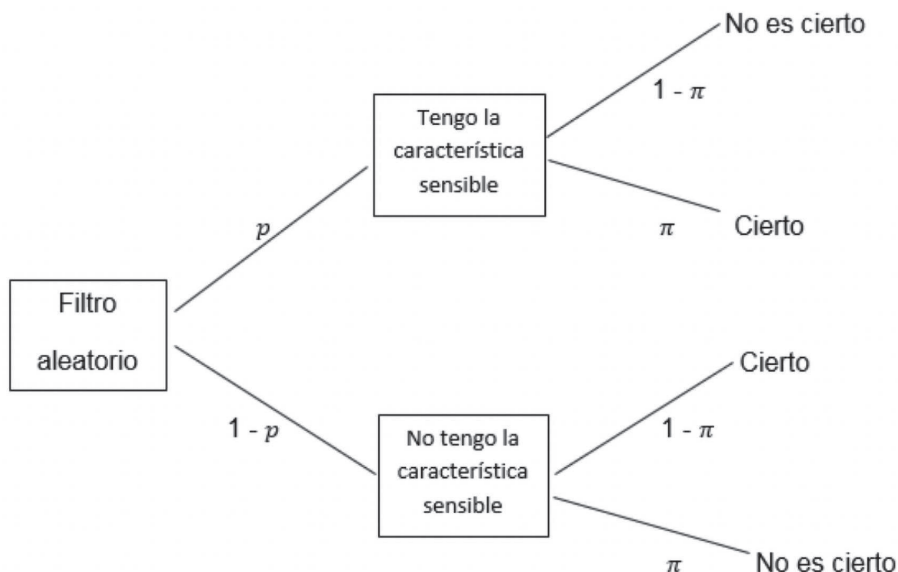 No es cierto
1 - π
Tengo la
característica
sensible
π
Cierto
p
Filtro
aleatorio
1 - p
Cierto
1 - π
No tengo la
característica
sensible
π
No es cierto